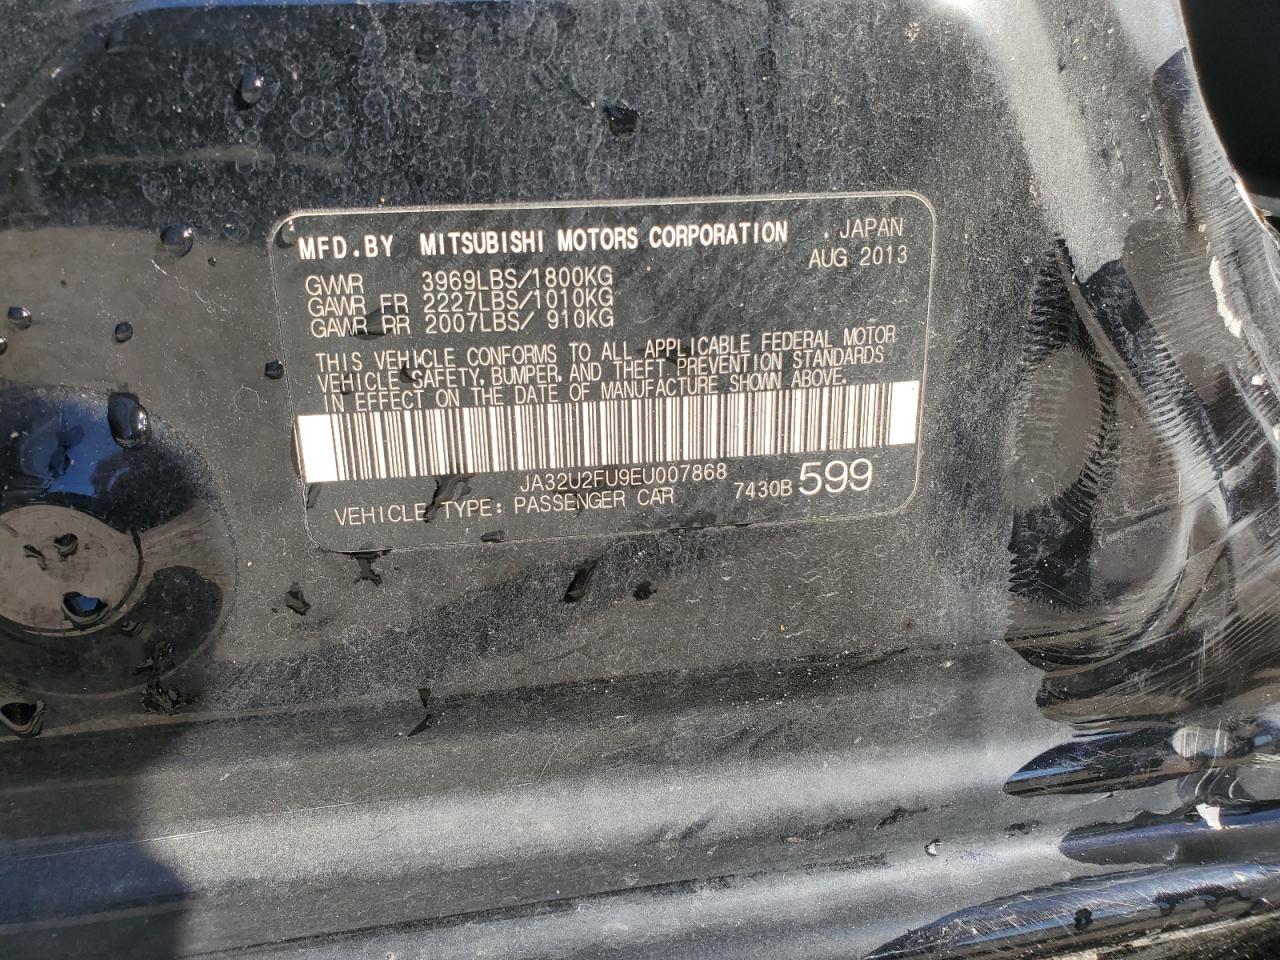 MFD.BY MITSUBISHI MOTORS CORPORATION , JAPAN
AUG 2013
GVWR 3969LBS/1800KG
GAWR FR 2227LBS/1010KG
GAWR RR 2007LBS/ 910KG
THIS VEHICLE CONFORMS TO ALL APPLICABLE FEDERAL MOTOR
VEHICLE SAFETY, BUMPER, AND THEFT PREVENTION STANDARDS
IN EFFECT ON THE DATE OF MANUFACTURE SHOWN ABOVE.
JA32U2FU9EU007868
VEHICLE TYPE: PASSENGER CAR 7430B 599